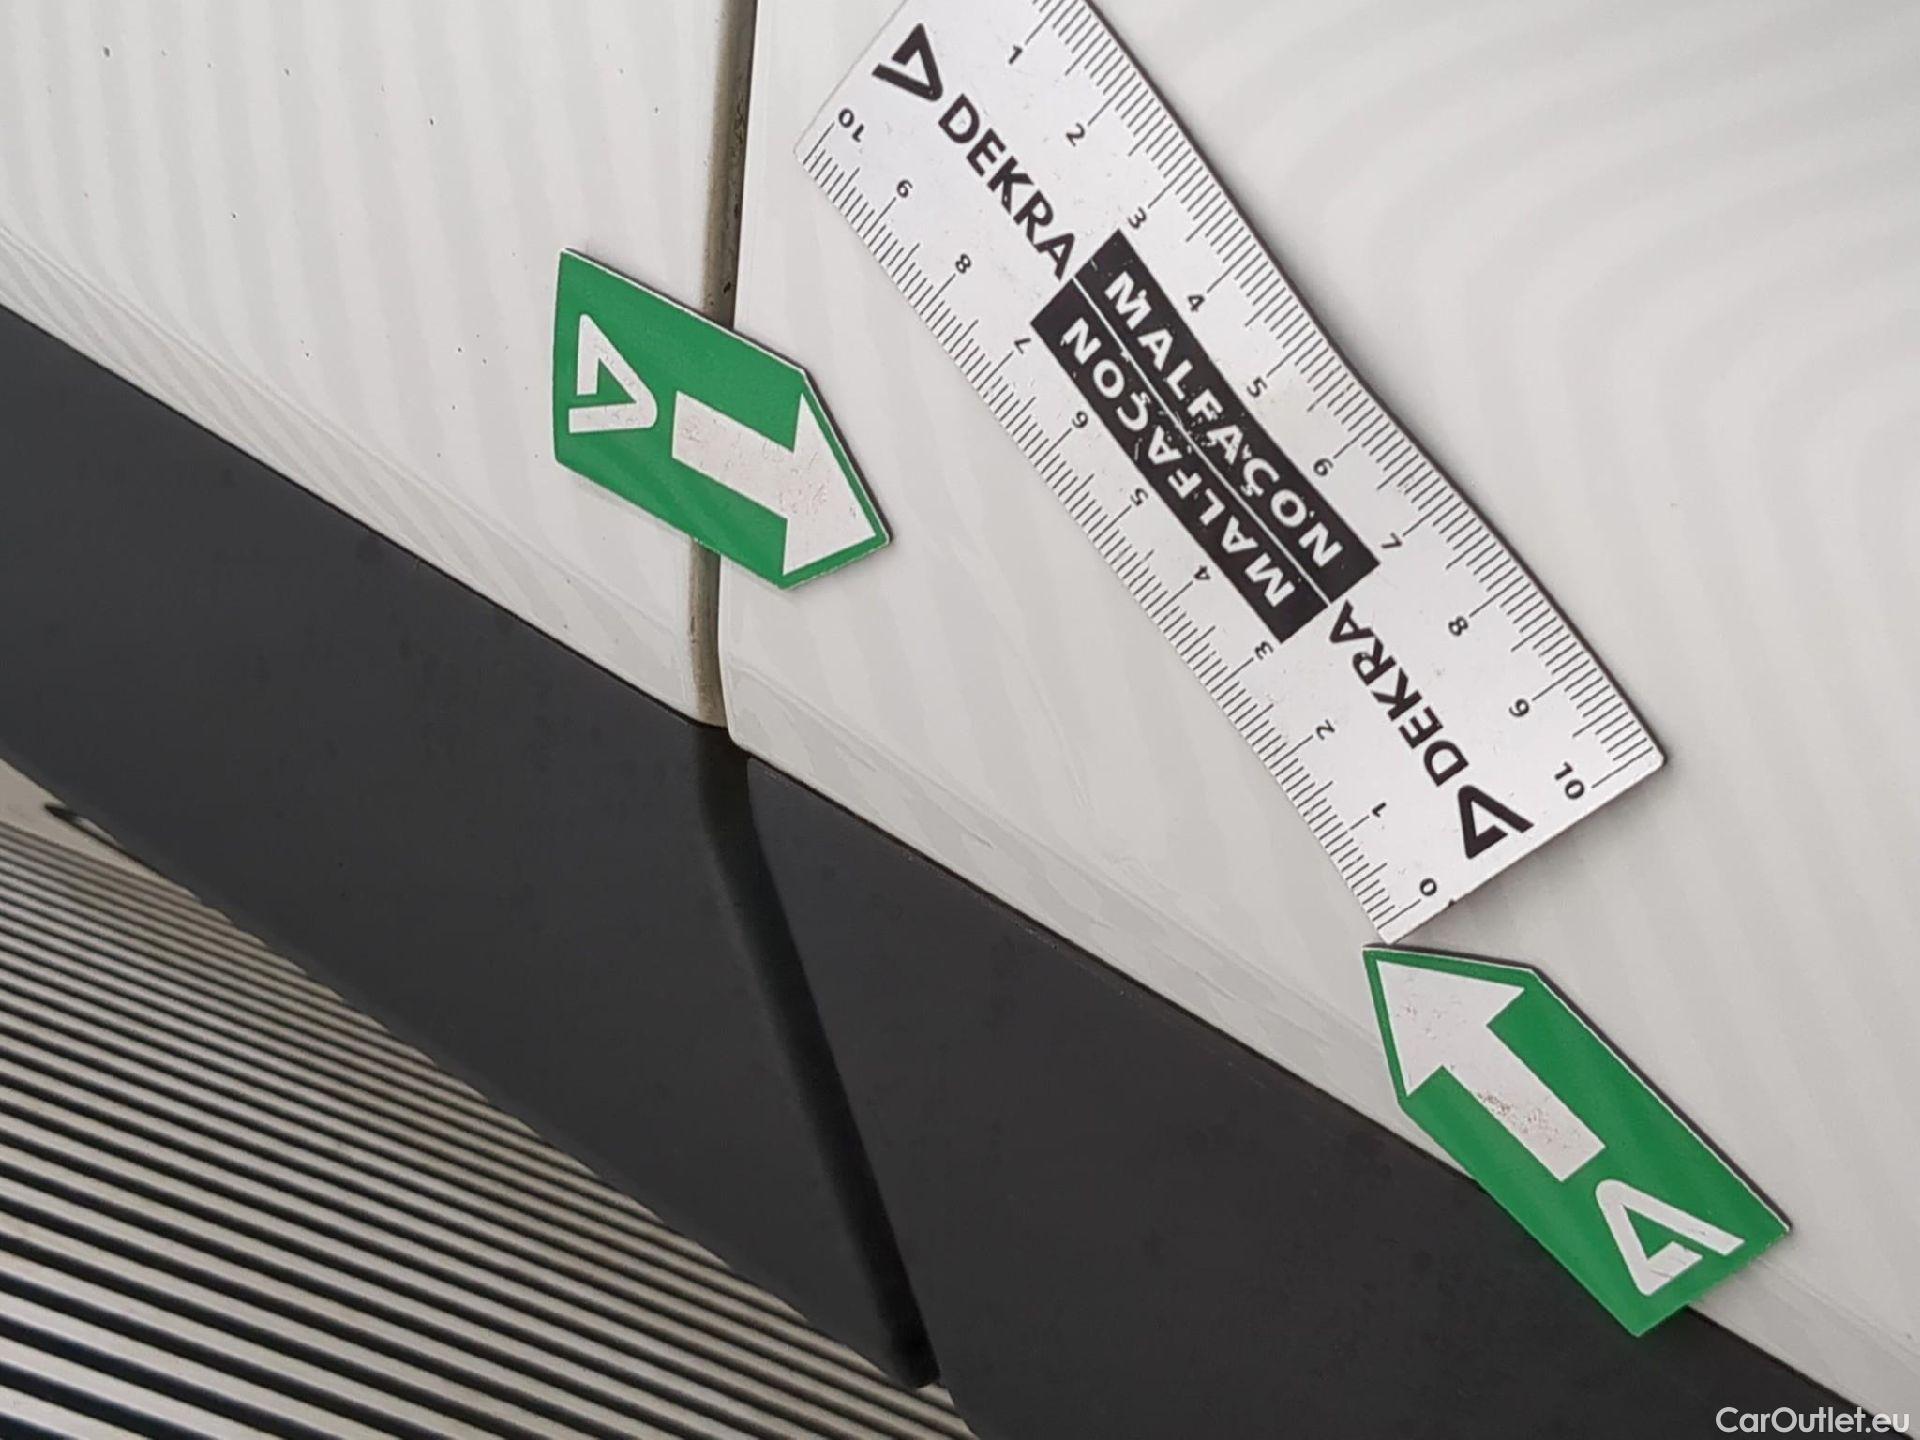 1 2 3 4 5 6 7 8 9 10
DEKRA MALFAÇON DEKRA
MALFAÇON
10 9 8 7 6 5 4 3 2 1 0
CarOutlet.eu